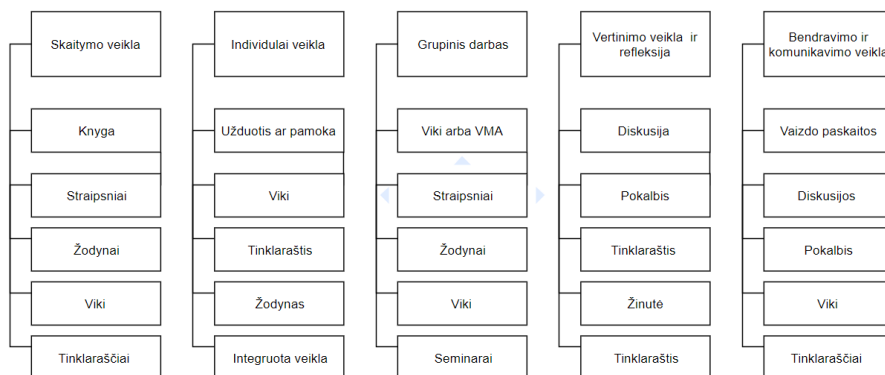 Skaitymo veikla
Knyga
Straipsniai
Žodynai
Viki
Tinklaraščiai
Individulai veikla
Užduotis ar pamoka
Viki
Tinklaraštis
Žodynas
Integruota veikla
Grupinis darbas
Viki arba VMA
Straipsniai
Žodynai
Viki
Seminarai
Vertinimo veikla ir
refleksija
Diskusija
Pokalbis
Tinklaraštis
Žinutė
Tinklaraštis
Bendravimo ir
komunikavimo veikla
Vaizdo paskaitos
Diskusijos
Pokalbis
Viki
Tinklaraščiai